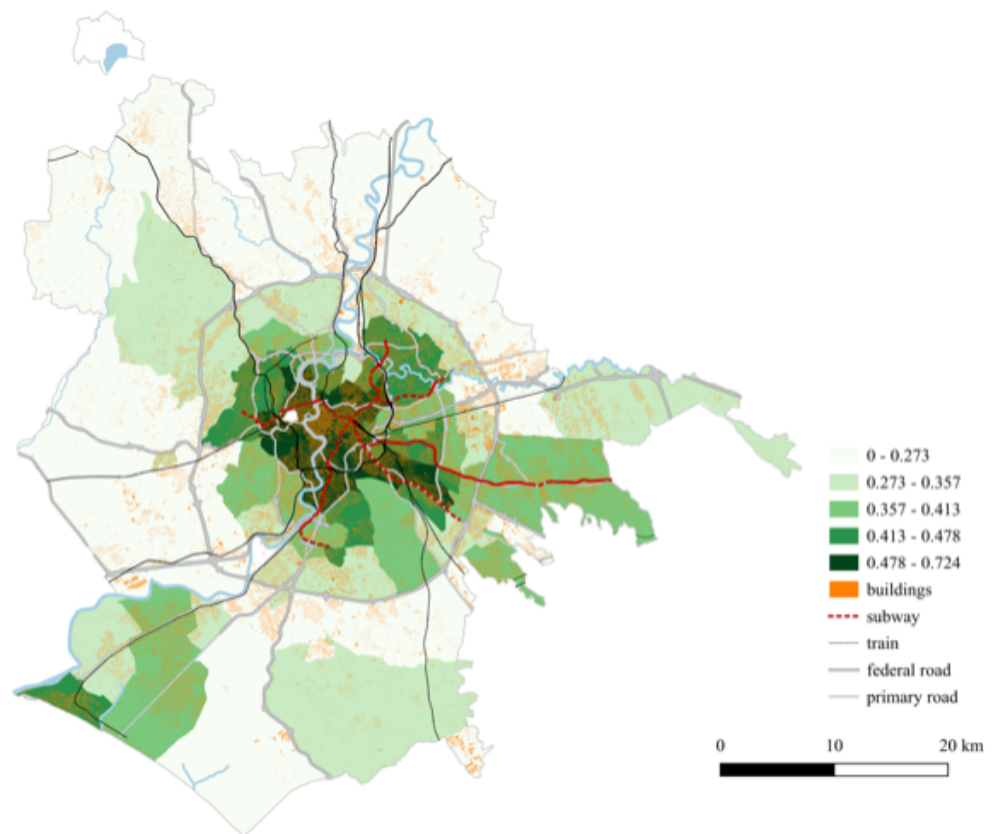 0 - 0.273
0.273 - 0.357
0.357 - 0.413
0.413 - 0.478
0.478 - 0.724
buildings
subway
train
federal road
primary road
0 10 20 km